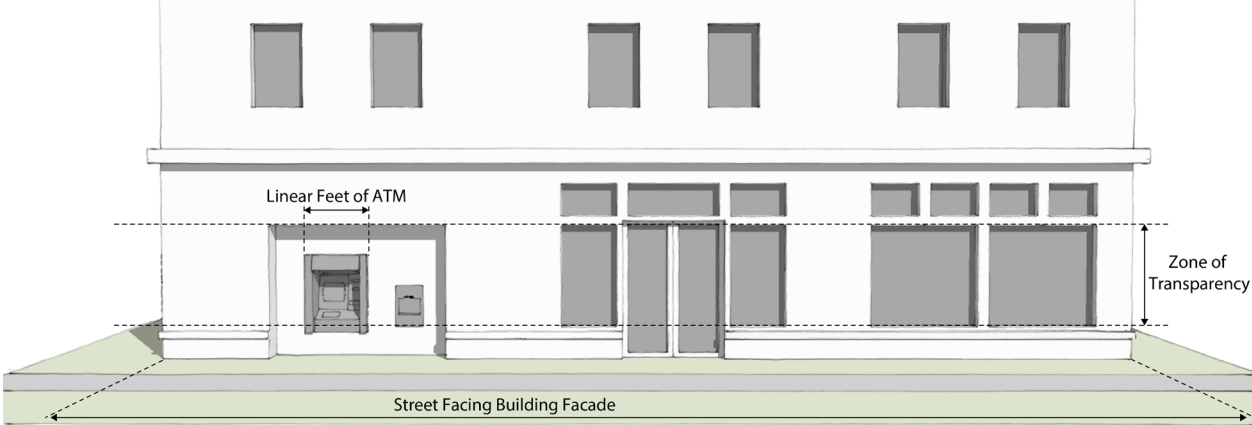 Linear Feet of ATM
Zone of
Transparency
Street Facing Building Facade